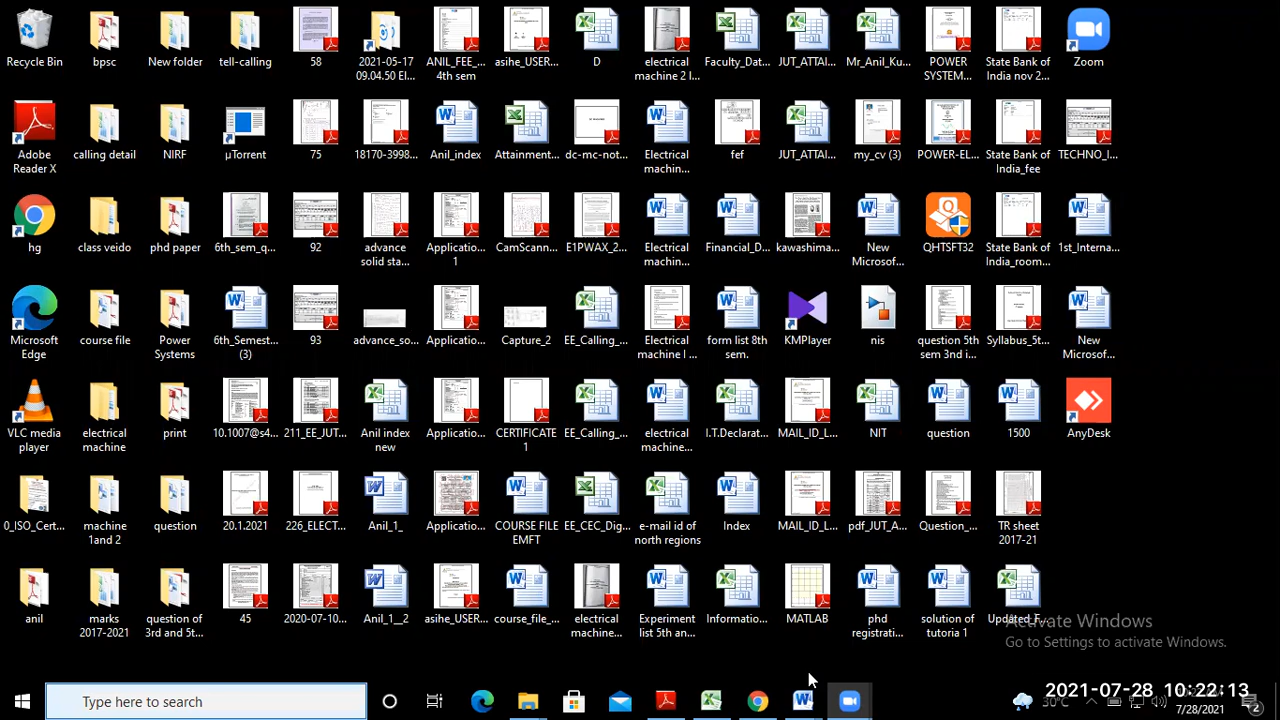 Recycle Bin
bpsc
New folder
tell-calling
58
2021-05-17
09.04.50 El...
ANIL_FEE_...
4th sem
asihe_USER...
D
electrical
machine 2 l...
Faculty_Dat...
JUT_ATTAI...
Mr_Anil_Ku...
POWER
SYSTEM...
State Bank of
India nov 2...
Zoom
Adobe
Reader X
calling detail
NIRF
µTorrent
75
18170-3998...
Anil_index
Attainment...
dc-mc-not...
Electrical
machine...
fef
JUT_ATTAI...
my_cv (3)
POWER-EL...
State Bank of
India_fee
TECHNO_I...
hg
class veido
phd paper
6th_sem_q...
92
advance
solid sta...
Applicatio...
1
CamScann...
E1PWAX_2...
Electrical
machin...
Financial_D...
kawashima...
New
Microsof...
QHTSFT32
State Bank of
India_room...
1st_Interna...
Microsoft
Edge
course file
Power
Systems
6th_Semest...
(3)
93
advance_so...
Applicatio...
Capture_2
EE_Calling_...
Electrical
machine l ...
form list 8th
sem.
KMPlayer
nis
question 5th
sem 3nd i...
Syllabus_5t...
New
Microsof...
VLC media
player
electrical
machine
print
10.1007@s4...
211_EE_JUT...
Anil index
new
Applicatio...
CERTIFICATE
1
EE_Calling_...
electrical
machine...
I.T.Declarat...
MAIL_ID_L...
NIT
question
1500
AnyDesk
0_ISO_Cert...
machine
1and 2
question
20.1.2021
226_ELECT...
Anil_1_
Applicatio...
COURSE FILE
EMFT
EE_CEC_Dig...
e-mail id of
north regions
Index
MAIL_ID_L...
pdf_JUT_A...
Question_...
TR sheet
2017-21
anil
marks
2017-2021
question of
3rd and 5t...
45
2020-07-10...
Anil_1__2
asihe_USER...
course_file_...
electrical
machine...
Experiment
list 5th an...
Informatio...
MATLAB
phd
registrati...
solution of
tutoria 1
Updated_F...
Activate Windows
Go to Settings to activate Windows.
Type here to search
30°C
2021-07-28 10:22:13
7/28/2021
2